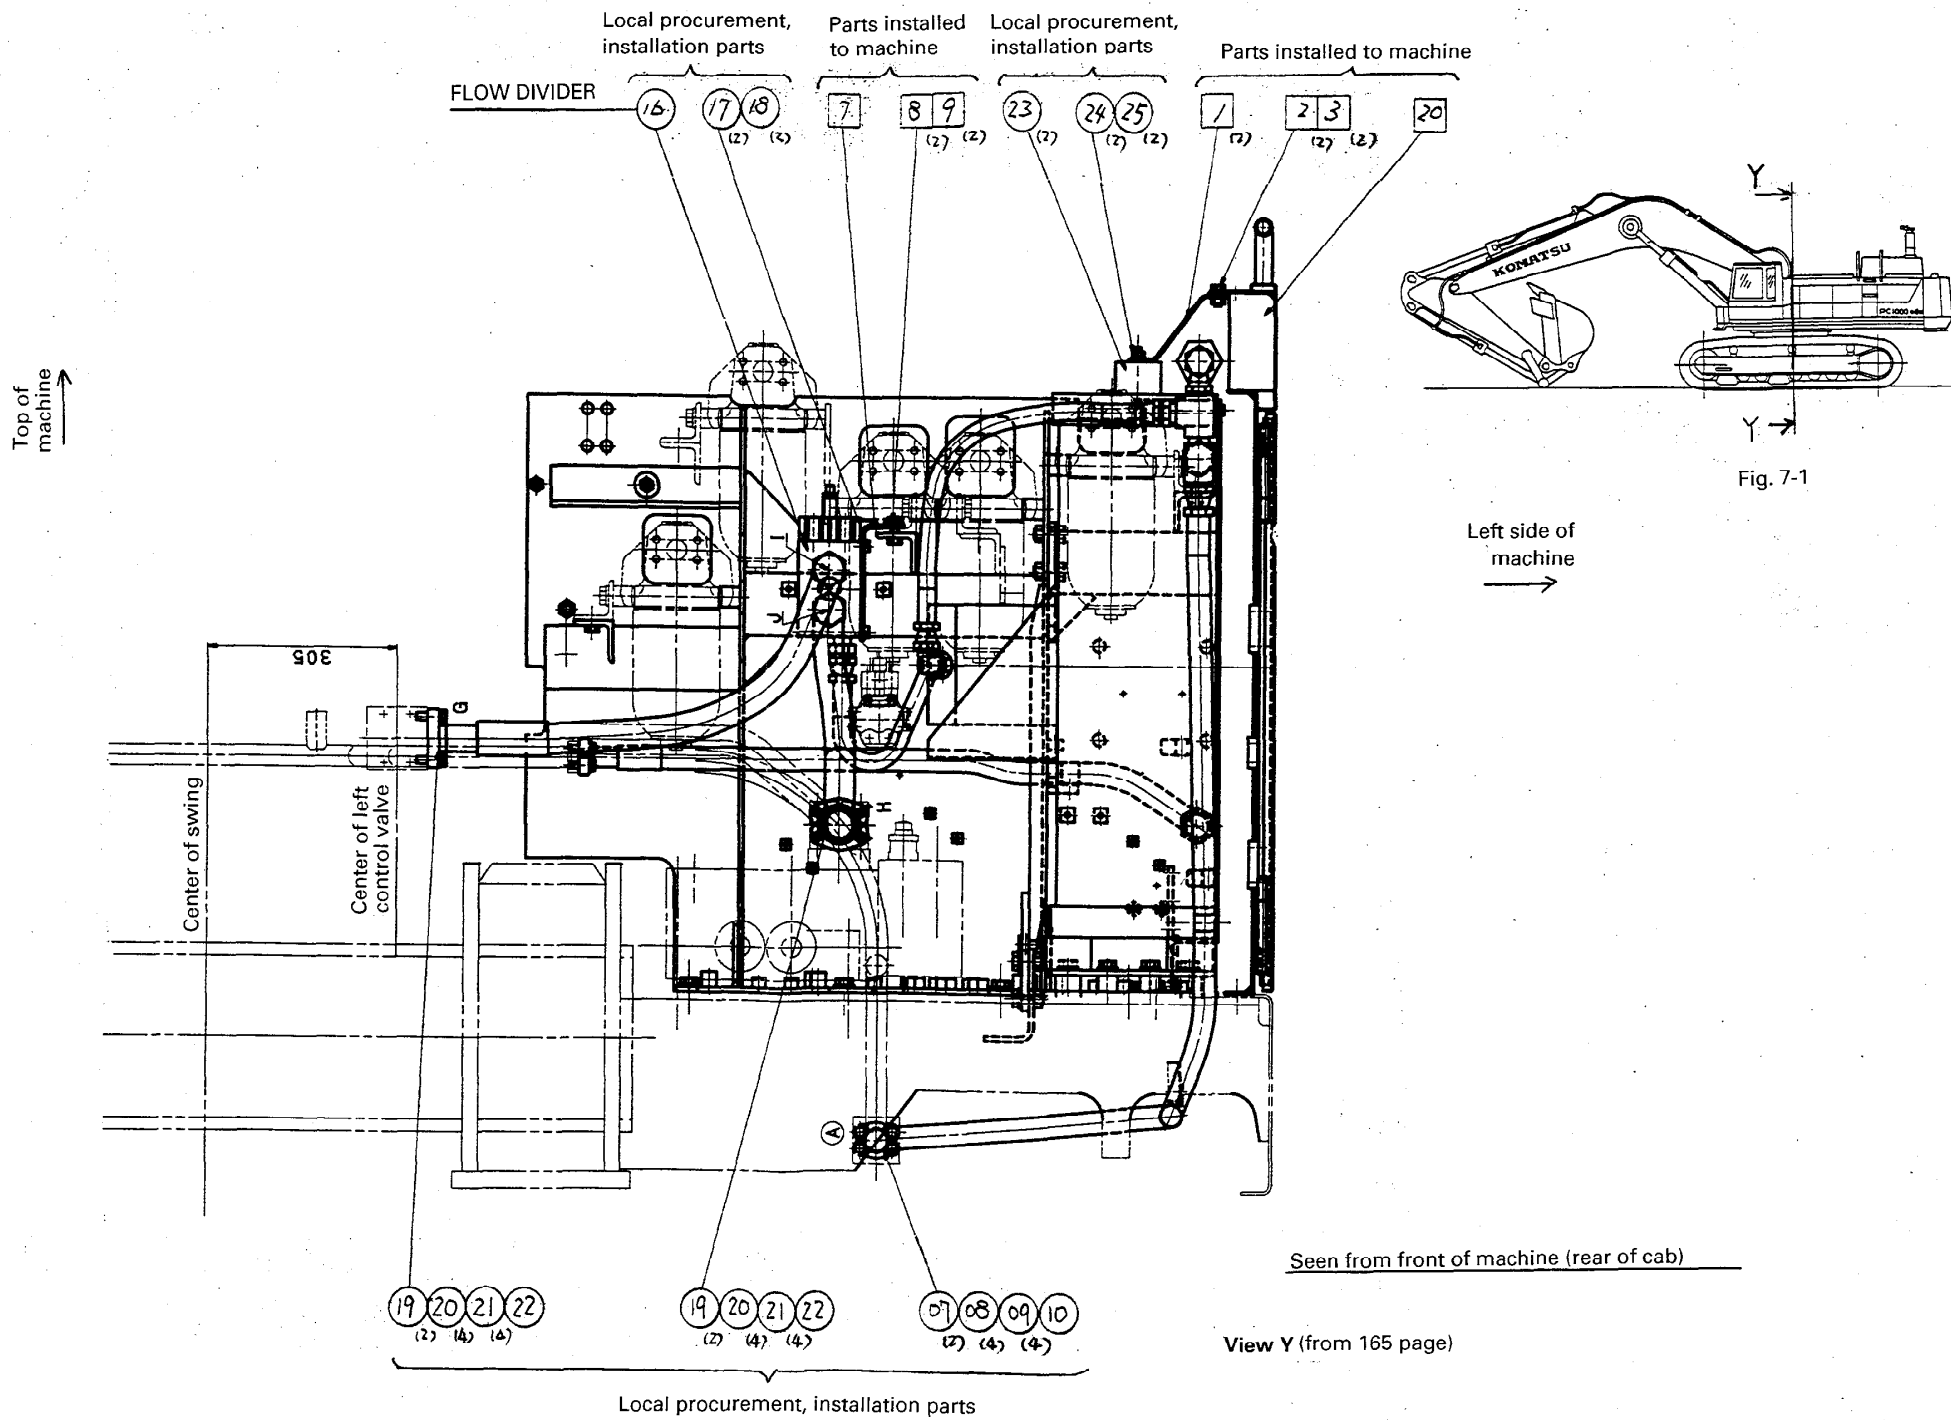 Local procurement,
installation parts
Parts installed
to machine
Local procurement,
installation parts
Parts installed to machine
FLOW DIVIDER
16 17 18 7 8 9 23 24 25 1 2 3 20
(2) (2) (2) (2) (2) (2) (2) (2) (2) (2)
Y
KOMATSU
PC1000
Y
Fig. 7-1
Top of
machine
Left side of
machine
I
J
305
G
H
Center of swing
Center of left
control valve
A
Seen from front of machine (rear of cab)
19 20 21 22
(2) (4) (4)
19 20 21 22
(2) (4) (4)
07 08 09 10
(2) (4) (4)
View Y (from 165 page)
Local procurement, installation parts